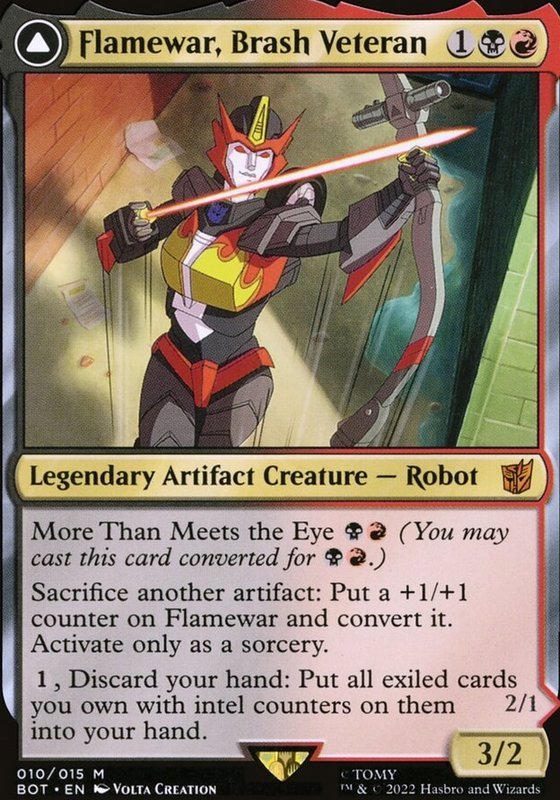 Flamewar, Brash Veteran 1
Legendary Artifact Creature — Robot
More Than Meets the Eye (You may
cast this card converted for .)
Sacrifice another artifact: Put a +1/+1
counter on Flamewar and convert it.
Activate only as a sorcery.
1, Discard your hand: Put all exiled cards
you own with intel counters on them
into your hand.
2/1
3/2
010/015 M
BOT • EN Volta Creation
© TOMY
™ & © 2022 Hasbro and Wizards